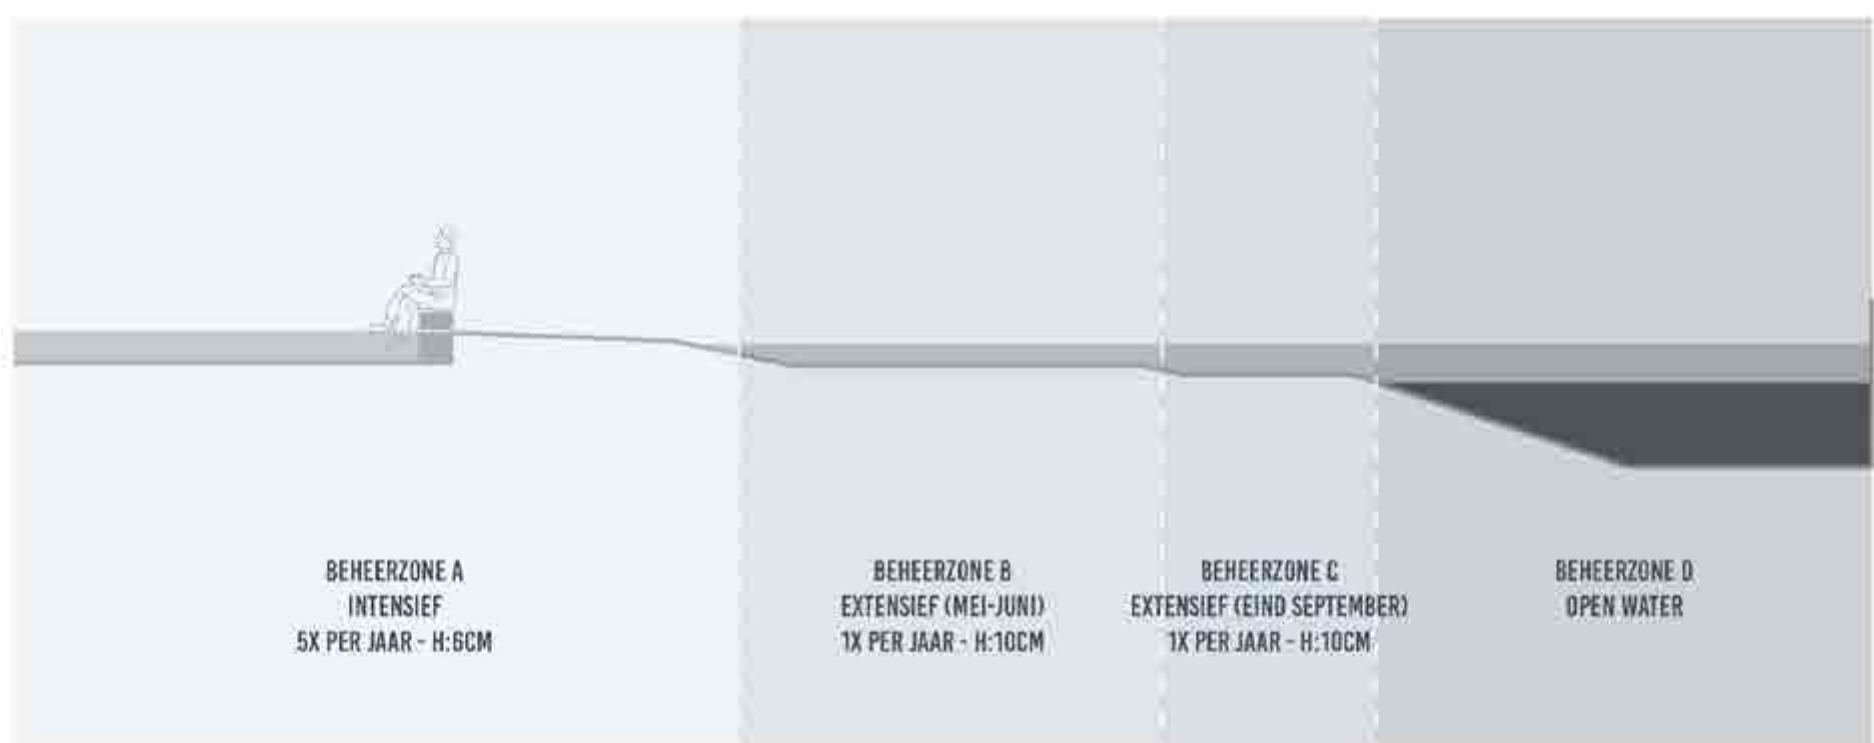 BEHEERZONE A
INTENSIEF
5X PER JAAR - H:6CM
BEHEERZONE B
EXTENSIEF (MEI-JUNI)
1X PER JAAR - H:10CM
BEHEERZONE C
EXTENSIEF (EIND SEPTEMBER)
1X PER JAAR - H:10CM
BEHEERZONE D
OPEN WATER